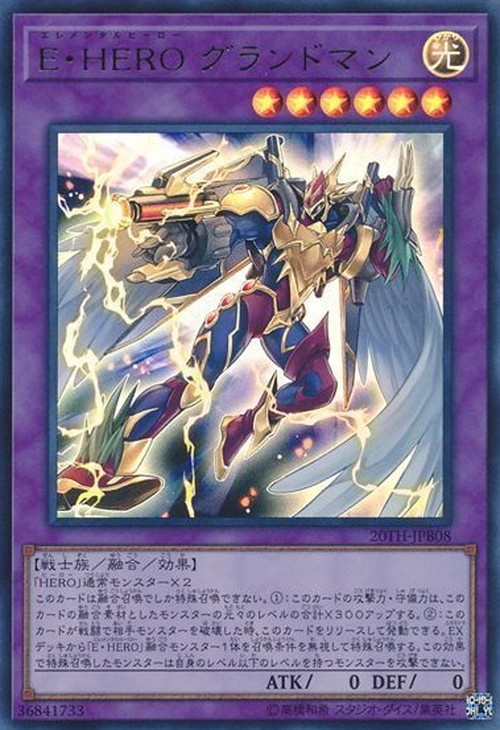 エレメンタルヒーロー
E・HERO グランドマン
光
20TH-JPB08
【戦士族／融合／効果】
「HERO」通常モンスター×2
このカードは融合召喚でしか特殊召喚できない。①：このカードの攻撃力・守備力は、この
カードの融合素材としたモンスターの元々のレベルの合計×300アップする。②：この
カードが戦闘で相手モンスターを破壊した時、このカードをリリースして発動できる。EX
デッキから「E・HERO」融合モンスター1体を召喚条件を無視して特殊召喚する。この効果
で特殊召喚したモンスターは自身のレベル以下のレベルを持つモンスターを攻撃できない。
ATK/ 0 DEF/ 0
36841733 ©高橋和希 スタジオ・ダイス/集英社